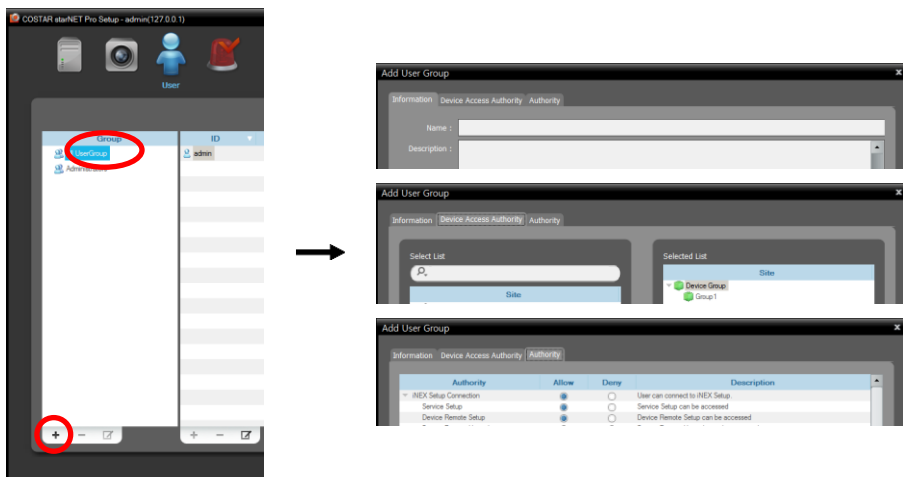 COSTAR starNET Pro Setup - admin(127.0.0.1)
User
Group
ID
UserGroup
admin
+ -
+ -
Add User Group x
Information Device Access Authority Authority
Name :
Description :
Add User Group x
Information Device Access Authority Authority
Select List
Selected List
Site
Site
Device Group
Group1
Add User Group x
Information Device Access Authority Authority
Authority Allow Deny Description
iNEX Setup Connection User can connect to iNEX Setup.
Service Setup Service Setup can be accessed
Device Remote Setup Device Remote Setup can be accessed